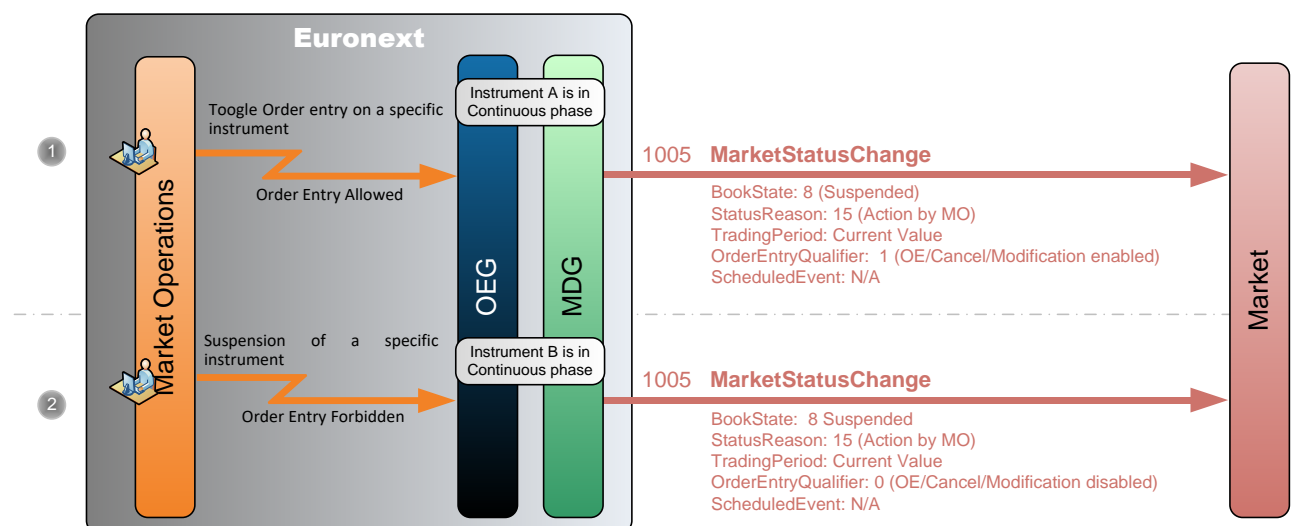 Euronext
Instrument A is in
Continuous phase
Toogle Order entry on a specific
instrument
1
Order Entry Allowed
1005 MarketStatusChange
BookState: 8 (Suspended)
StatusReason: 15 (Action by MO)
TradingPeriod: Current Value
OrderEntryQualifier: 1 (OE/Cancel/Modification enabled)
ScheduledEvent: N/A
Market Operations
OEG
MDG
Market
Suspension of a specific
instrument
Instrument B is in
Continuous phase
2
Order Entry Forbidden
1005 MarketStatusChange
BookState: 8 Suspended
StatusReason: 15 (Action by MO)
TradingPeriod: Current Value
OrderEntryQualifier: 0 (OE/Cancel/Modification disabled)
ScheduledEvent: N/A